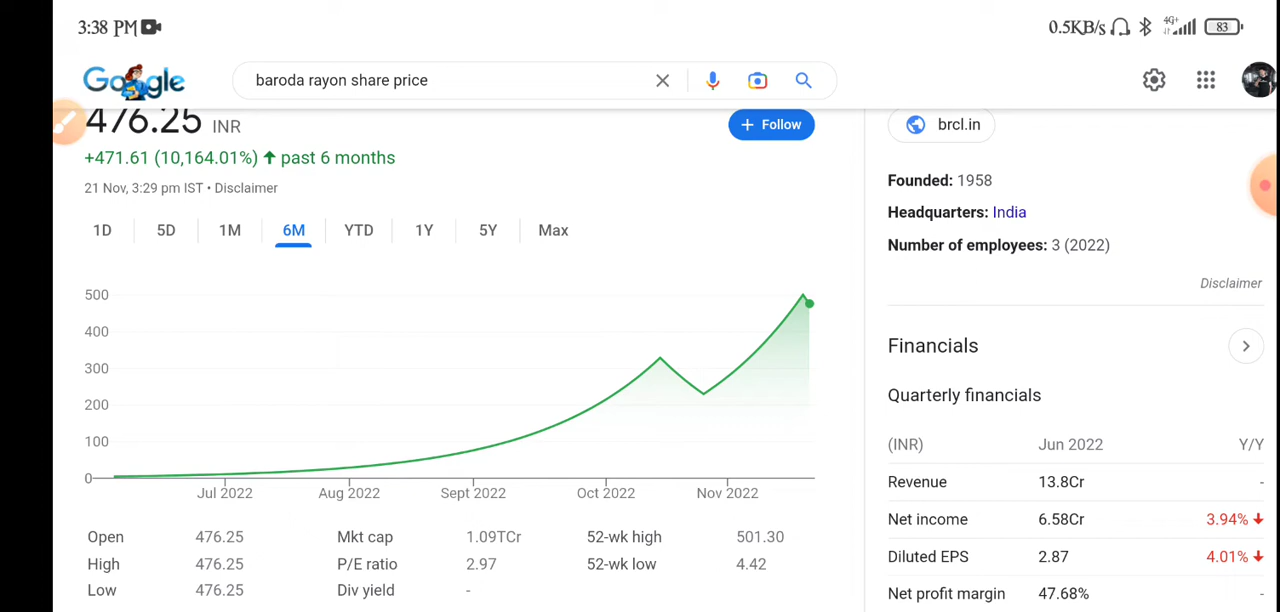 3:38 PM
0.5KB/s 4G+ 83
Google baroda rayon share price
476.25 INR
+ Follow
+471.61 (10,164.01%) ↑ past 6 months
21 Nov, 3:29 pm IST • Disclaimer
1D 5D 1M 6M YTD 1Y 5Y Max
500
400
300
200
100
0
Jul 2022 Aug 2022 Sept 2022 Oct 2022 Nov 2022
Open 476.25 Mkt cap 1.09TCr 52-wk high 501.30
High 476.25 P/E ratio 2.97 52-wk low 4.42
Low 476.25 Div yield -
brcl.in
Founded: 1958
Headquarters: India
Number of employees: 3 (2022)
Disclaimer
Financials
Quarterly financials
(INR) Jun 2022 Y/Y
Revenue 13.8Cr -
Net income 6.58Cr 3.94% ↓
Diluted EPS 2.87 4.01% ↓
Net profit margin 47.68% -